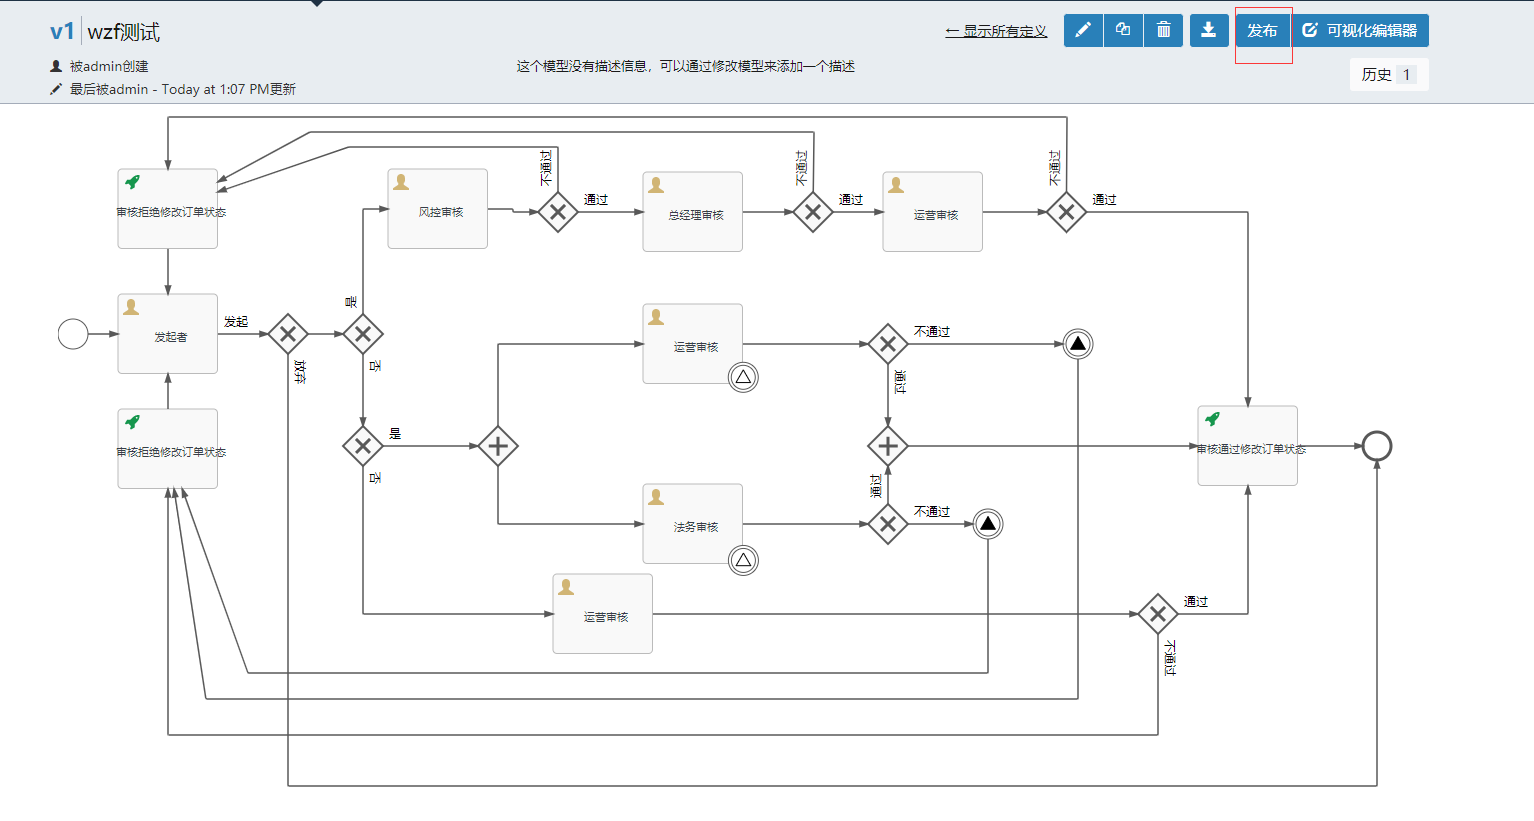 v1 wzf测试
← 显示所有定义
发布
可视化编辑器
被admin创建
这个模型没有描述信息，可以通过修改模型来添加一个描述
历史 1
最后被admin - Today at 1:07 PM更新
不通过
不通过
不通过
审核拒绝修改订单状态
风控审核
通过
总经理审核
通过
运营审核
通过
是
发起者
发起
放弃
否
运营审核
不通过
通过
审核拒绝修改订单状态
是
否
审核通过修改订单状态
通过
法务审核
不通过
运营审核
通过
不通过